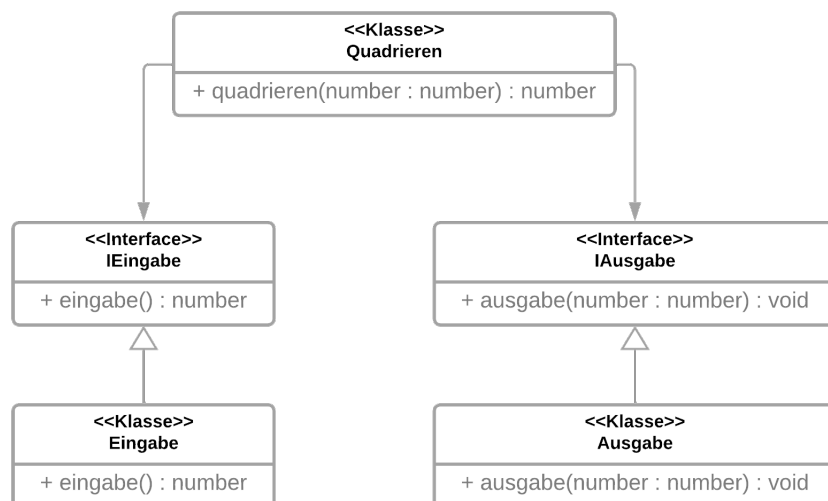 <<Klasse>>
Quadrieren
+ quadrieren(number : number) : number
<<Interface>>
IEingabe
+ eingabe() : number
<<Interface>>
IAusgabe
+ ausgabe(number : number) : void
<<Klasse>>
Eingabe
+ eingabe() : number
<<Klasse>>
Ausgabe
+ ausgabe(number : number) : void